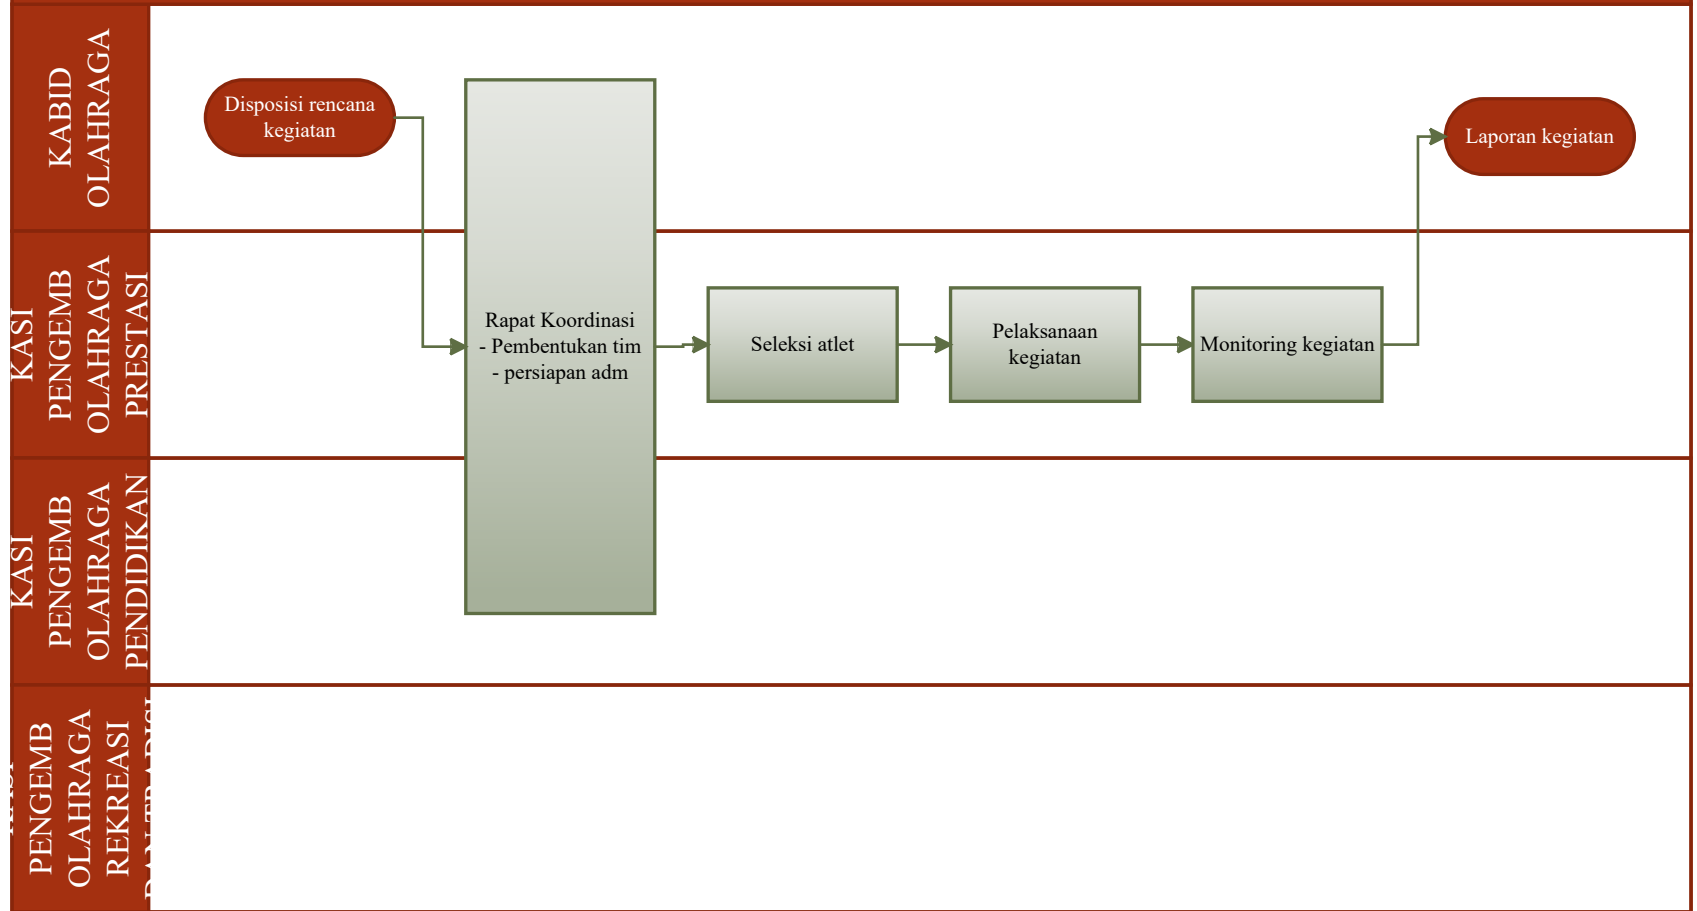 KABID
OLAHRAGA
Disposisi rencana
kegiatan
Laporan kegiatan
KASI
PENGEMB
OLAHRAGA
PRESTASI
Rapat Koordinasi
- Pembentukan tim
- persiapan adm
Seleksi atlet
Pelaksanaan
kegiatan
Monitoring kegiatan
KASI
PENGEMB
OLAHRAGA
PENDIDIKAN
PENGEMB
OLAHRAGA
REKREASI